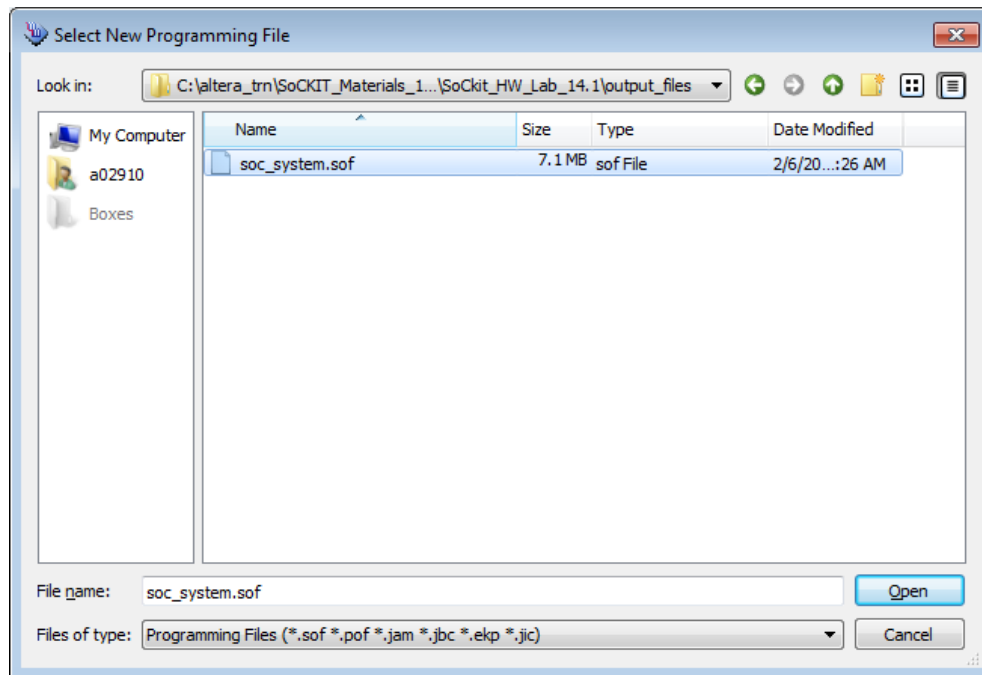 Select New Programming File
Look in: C:\altera_trn\SoCKIT_Materials_1...\SoCkit_HW_Lab_14.1\output_files
My Computer
a02910
Boxes
Name Size Type Date Modified
soc_system.sof 7.1 MB sof File 2/6/20...:26 AM
File name: soc_system.sof Open
Files of type: Programming Files (*.sof *.pof *.jam *.jbc *.ekp *.jic) Cancel